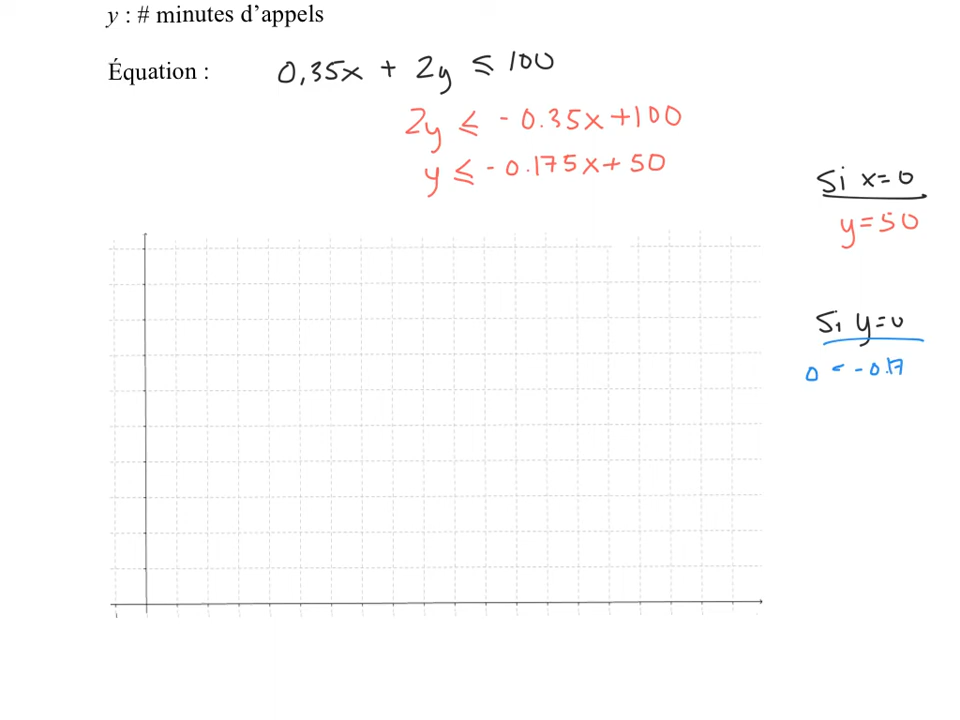 y : # minutes d’appels
Équation : 0,35x + 2y ≤ 100
2y ≤ - 0.35x + 100
y ≤ - 0.175x + 50
Si x=0
y=50
Si y=0
0 < - 0.17